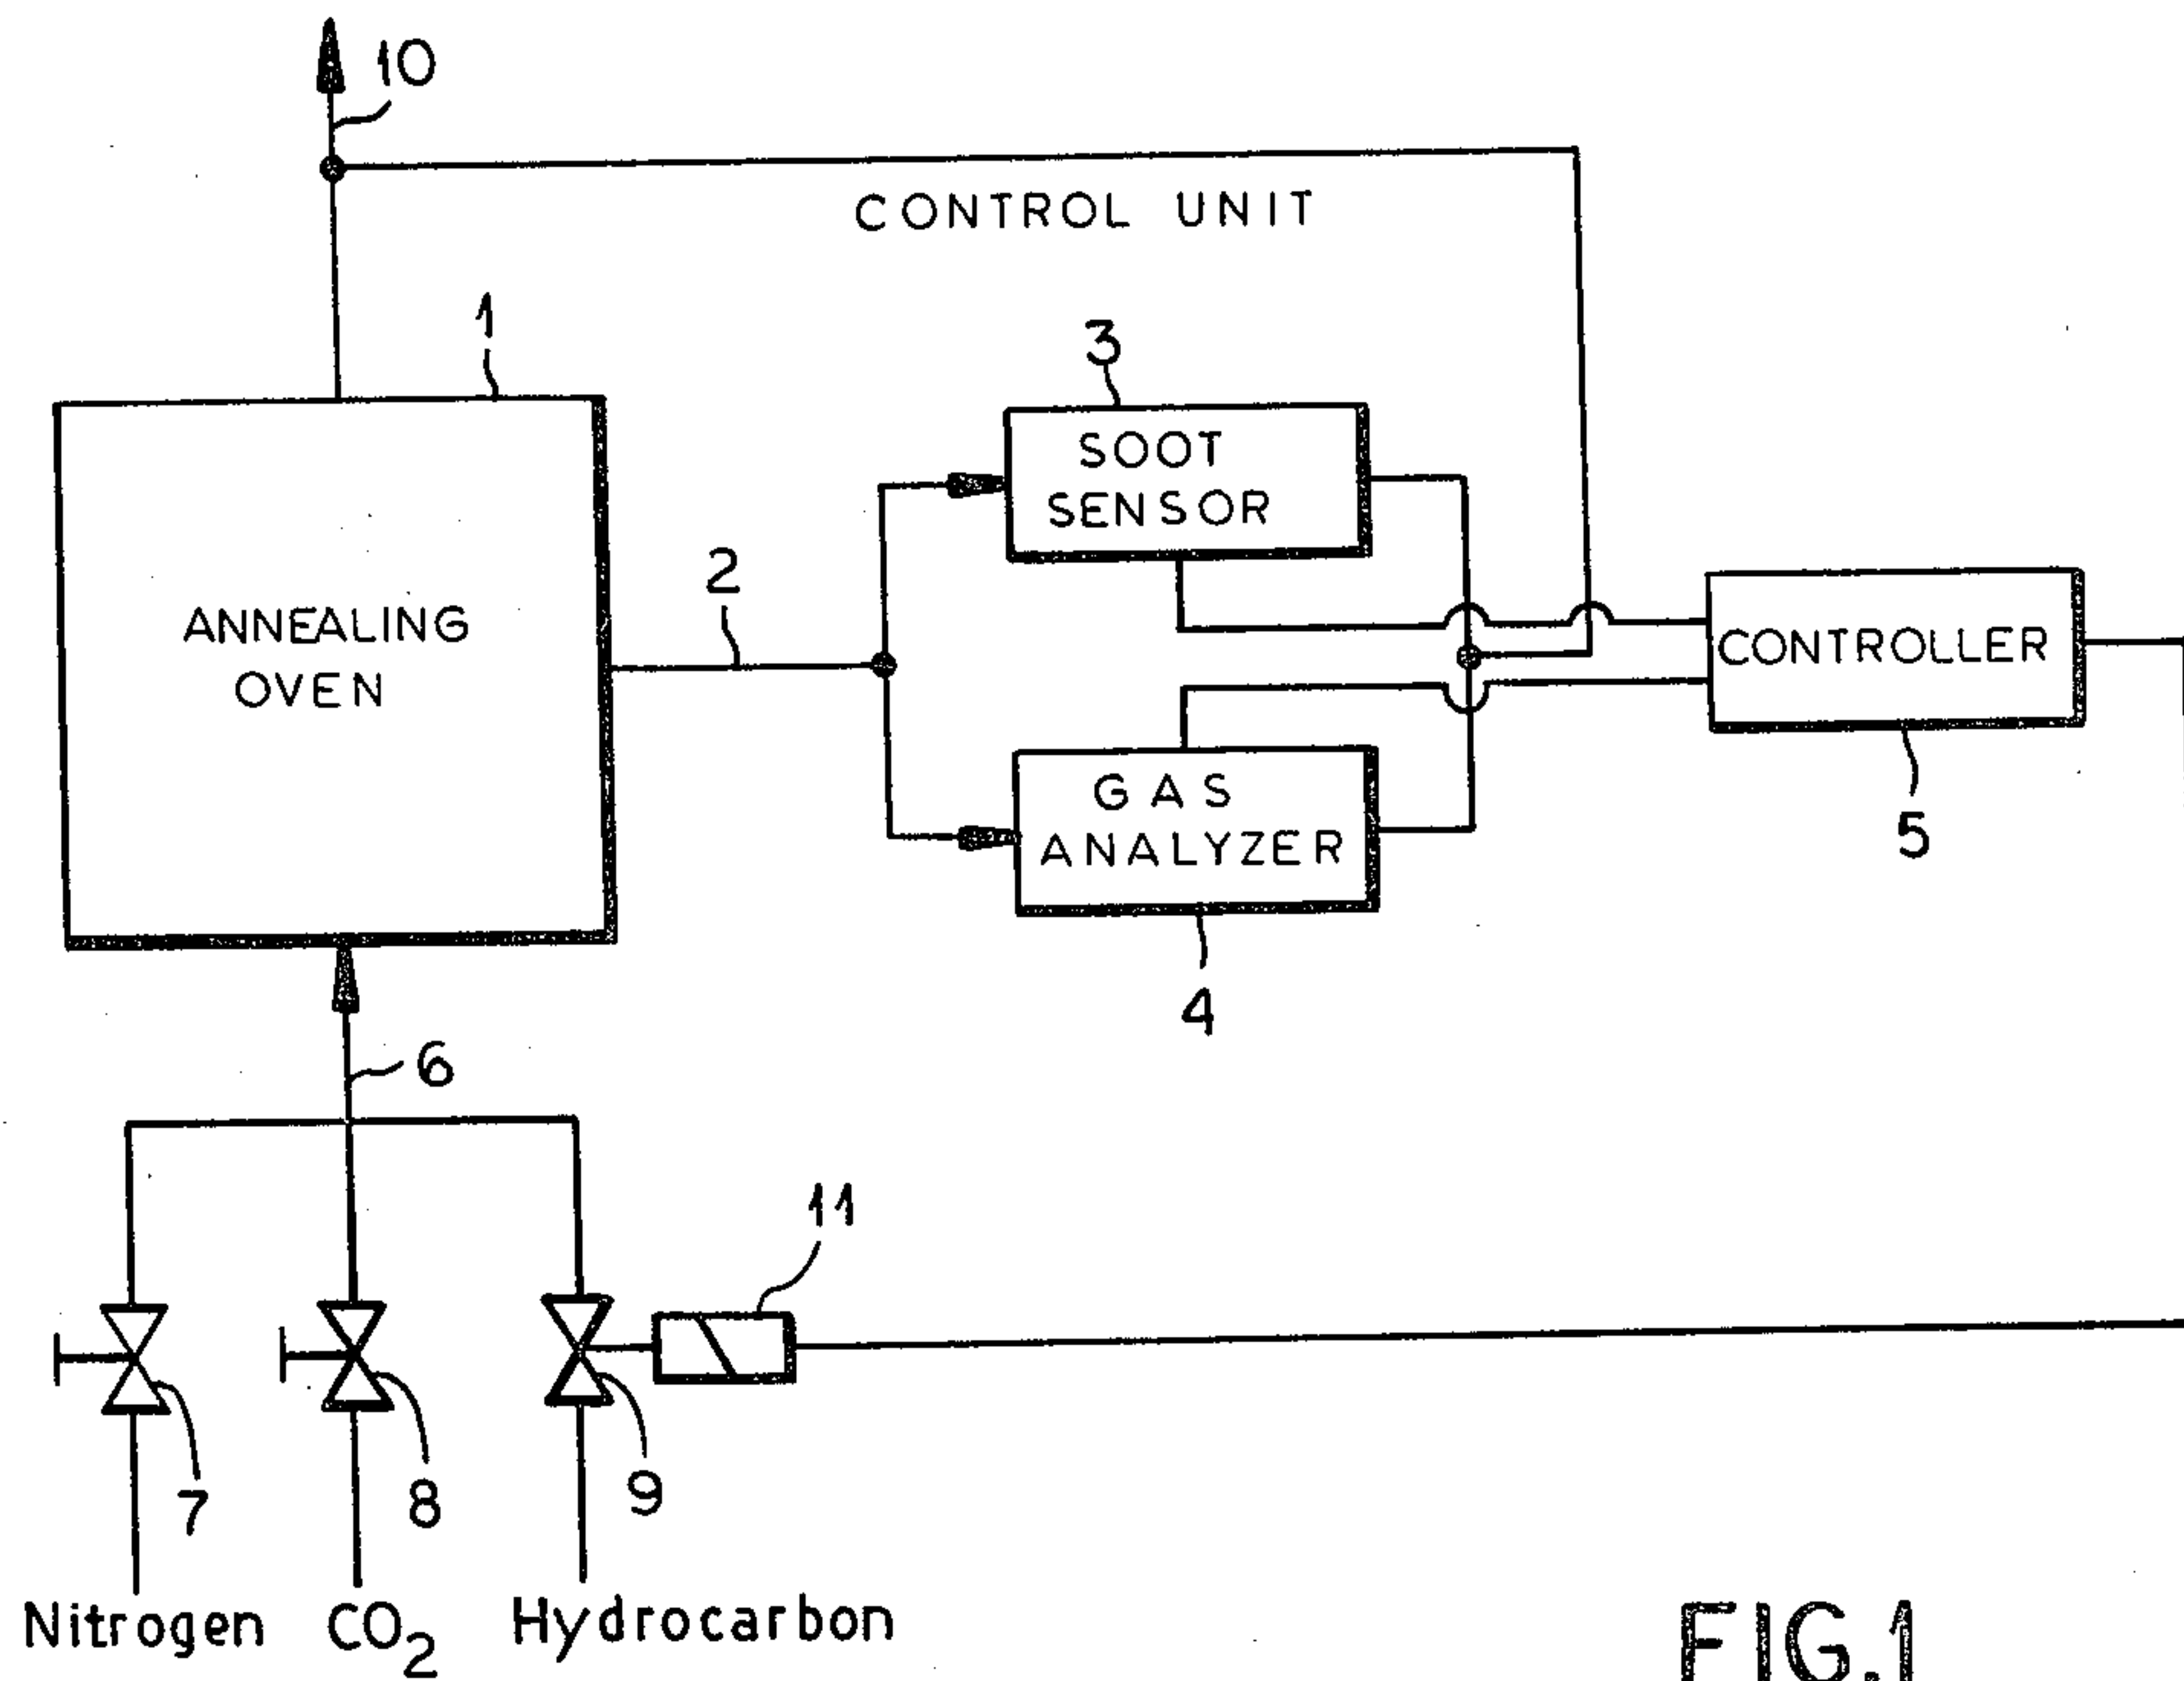 10
CONTROL UNIT
1
3
SOOT
SENSOR
2
ANNEALING
OVEN
CONTROLLER
GAS
ANALYZER
5
4
6
11
7
8
9
Nitrogen
CO₂
Hydrocarbon
FIG.1